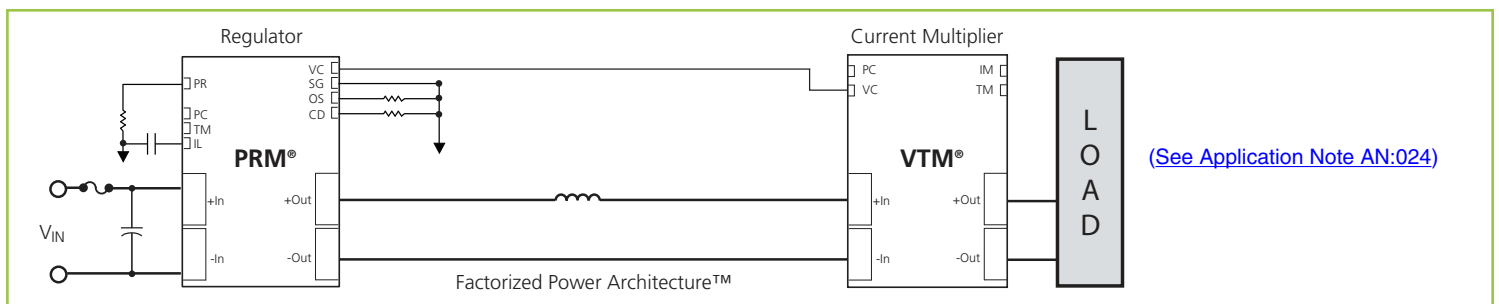 Regulator
Current Multiplier
PR
PC
TM
IL
VC
SG
OS
CD
PRM®
+In
-In
+Out
-Out
VIN
Factorized Power Architecture™
PC
VC
IM
TM
VTM®
+In
-In
+Out
-Out
LOAD
(See Application Note AN:024)